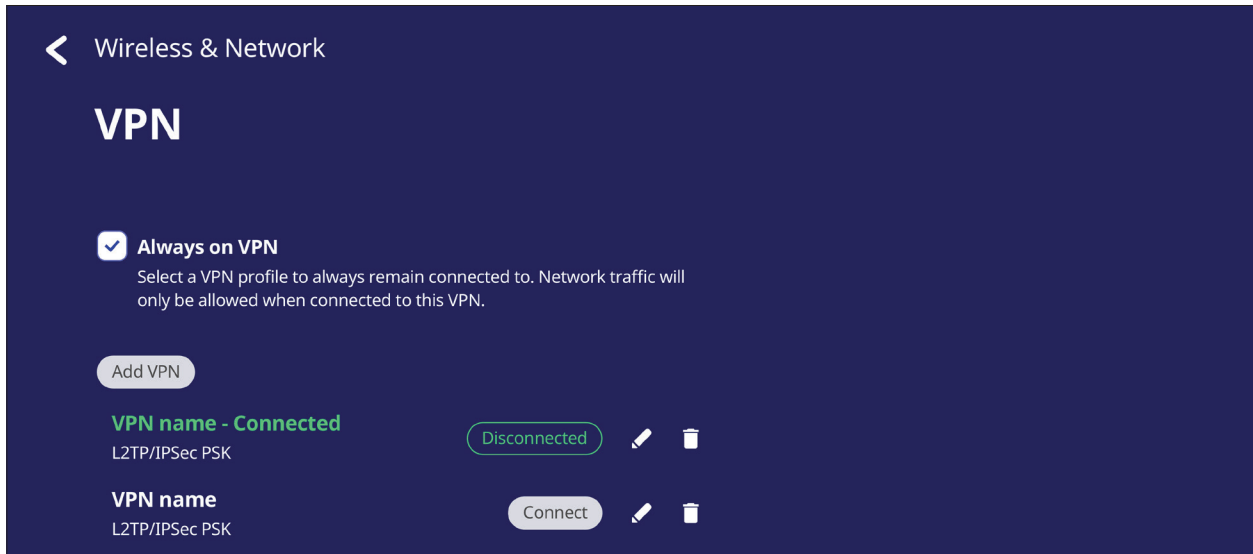 Wireless & Network
VPN
Always on VPN
Select a VPN profile to always remain connected to. Network traffic will
only be allowed when connected to this VPN.
Add VPN
VPN name - Connected
Disconnected
L2TP/IPSec PSK
VPN name
Connect
L2TP/IPSec PSK